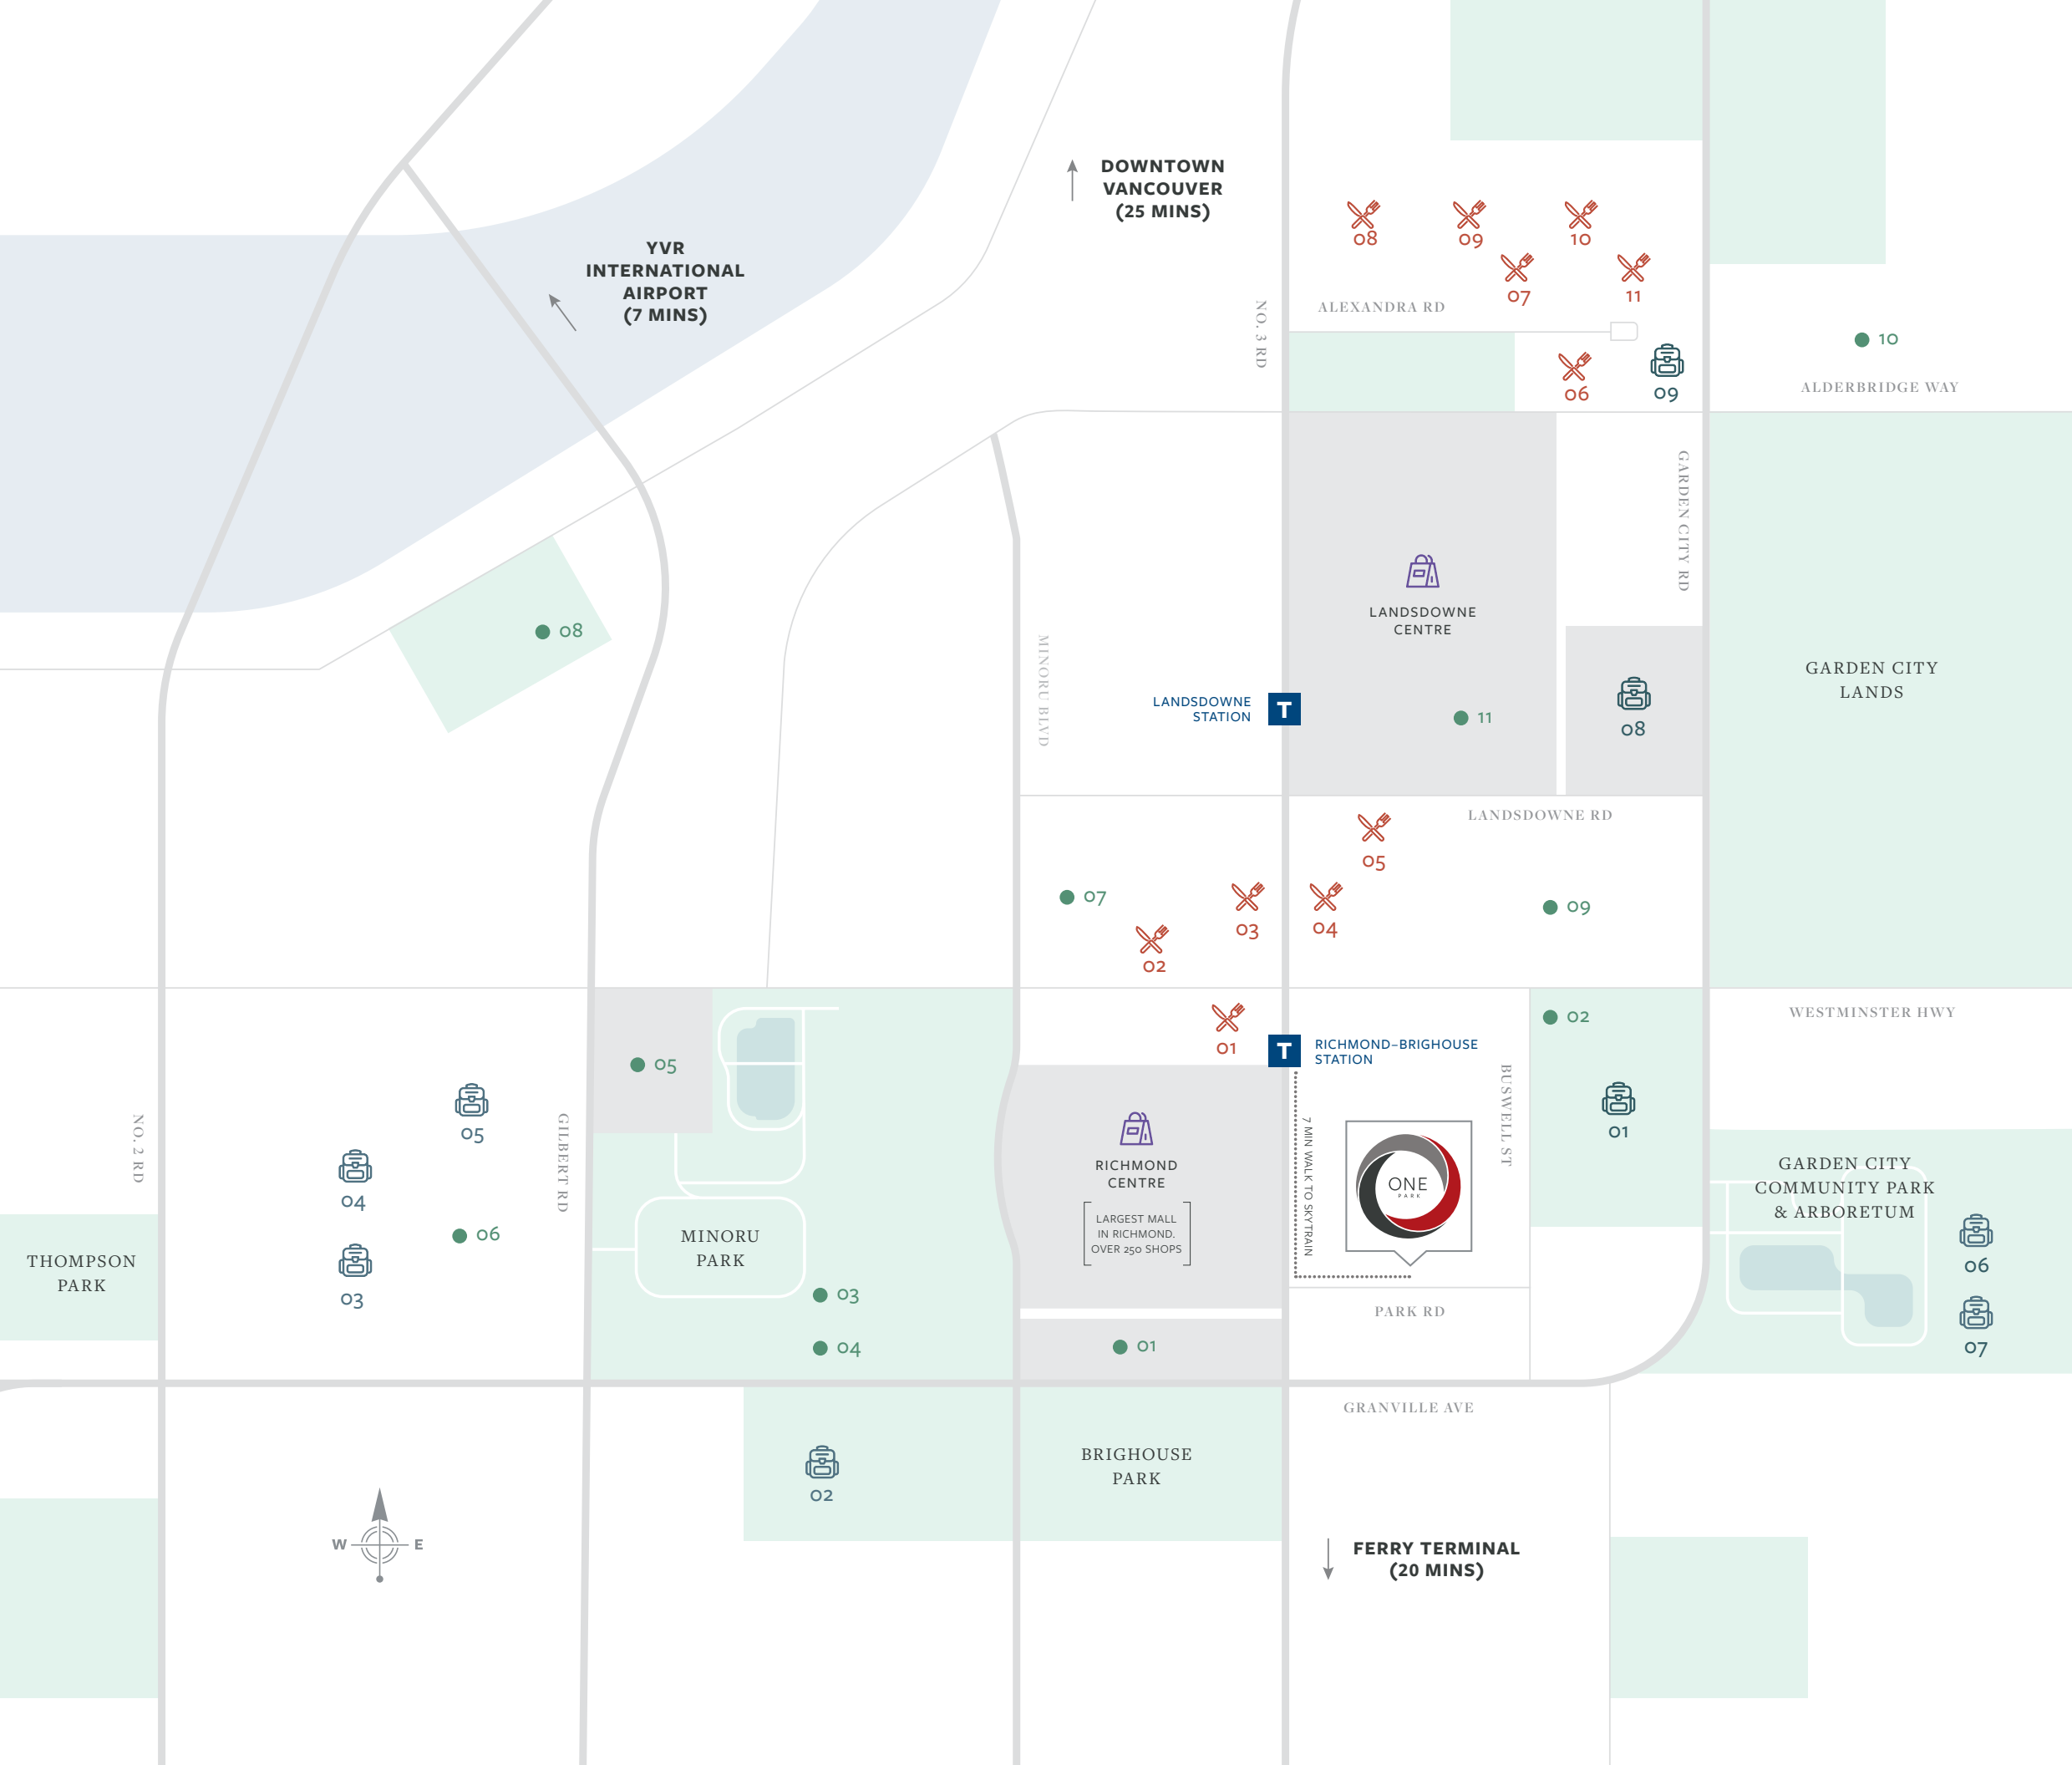 DOWNTOWN
VANCOUVER
(25 MINS)
YVR
INTERNATIONAL
AIRPORT
(7 MINS)
08
09
10
07
11
ALEXANDRA RD
NO. 3 RD
10
06
09
ALDERBRIDGE WAY
GARDEN CITY RD
LANDSDOWNE
CENTRE
08
MINORU BLVD
GARDEN CITY
LANDS
LANDSDOWNE
STATION
T
11
08
LANDSDOWNE RD
05
07
03
04
09
02
01
02
WESTMINSTER HWY
T
RICHMOND–BRIGHOUSE
STATION
05
05
NO. 2 RD
GILBERT RD
BUSWELL ST
01
04
06
03
THOMPSON
PARK
MINORU
PARK
03
04
RICHMOND
CENTRE
LARGEST MALL
IN RICHMOND.
OVER 250 SHOPS
7 MIN WALK TO SKYTRAIN
ONE
PARK
GARDEN CITY
COMMUNITY PARK
& ARBORETUM
06
07
PARK RD
01
GRANVILLE AVE
BRIGHOUSE
PARK
02
W
E
FERRY TERMINAL
(20 MINS)